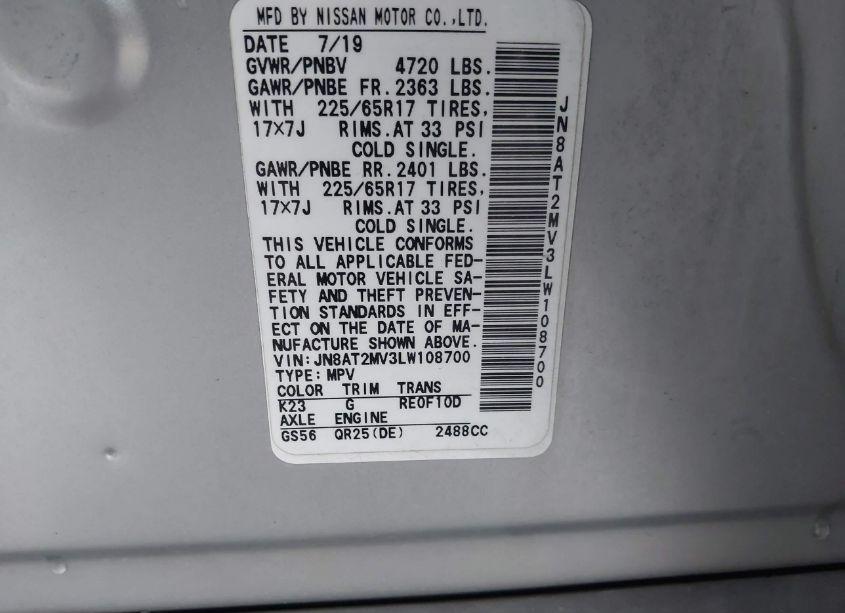 MFD BY NISSAN MOTOR CO.,LTD.
DATE 7/19
GVWR/PNBV 4720 LBS.
GAWR/PNBE FR. 2363 LBS.
WITH 225/65R17 TIRES,
17×7J RIMS.AT 33 PSI
COLD SINGLE.
GAWR/PNBE RR. 2401 LBS.
WITH 225/65R17 TIRES,
17×7J RIMS.AT 33 PSI
COLD SINGLE.
THIS VEHICLE CONFORMS
TO ALL APPLICABLE FED-
ERAL MOTOR VEHICLE SA-
FETY AND THEFT PREVEN-
TION STANDARDS IN EFF-
ECT ON THE DATE OF MA-
NUFACTURE SHOWN ABOVE.
VIN:JN8AT2MV3LW108700
TYPE:MPV
COLOR TRIM TRANS
K23 G RE0F10D
AXLE ENGINE
GS56 QR25(DE) 2488CC
JN8AT2MV3LW108700